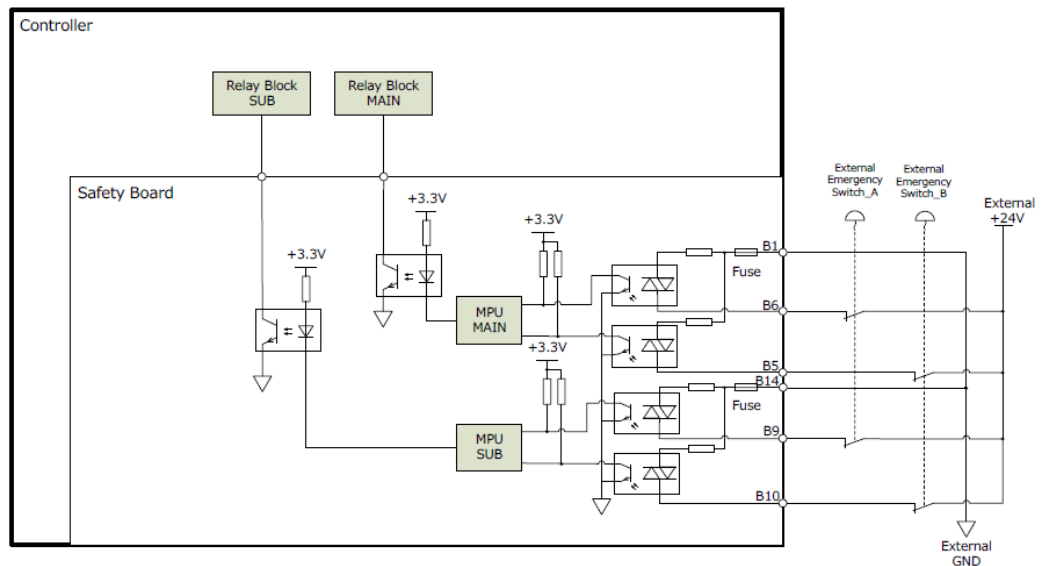 Controller
Relay Block
SUB
Relay Block
MAIN
Safety Board
+3.3V
+3.3V
+3.3V
+3.3V
MPU
MAIN
MPU
SUB
B1
Fuse
B6
B5
B14
Fuse
B9
B10
External
Emergency
Switch_A
External
Emergency
Switch_B
External
+24V
External
GND